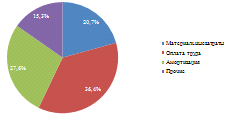 15,3%
20,7%
27,6%
36,4%
Материальные затраты
Оплата труда
Амортизация
Прочие